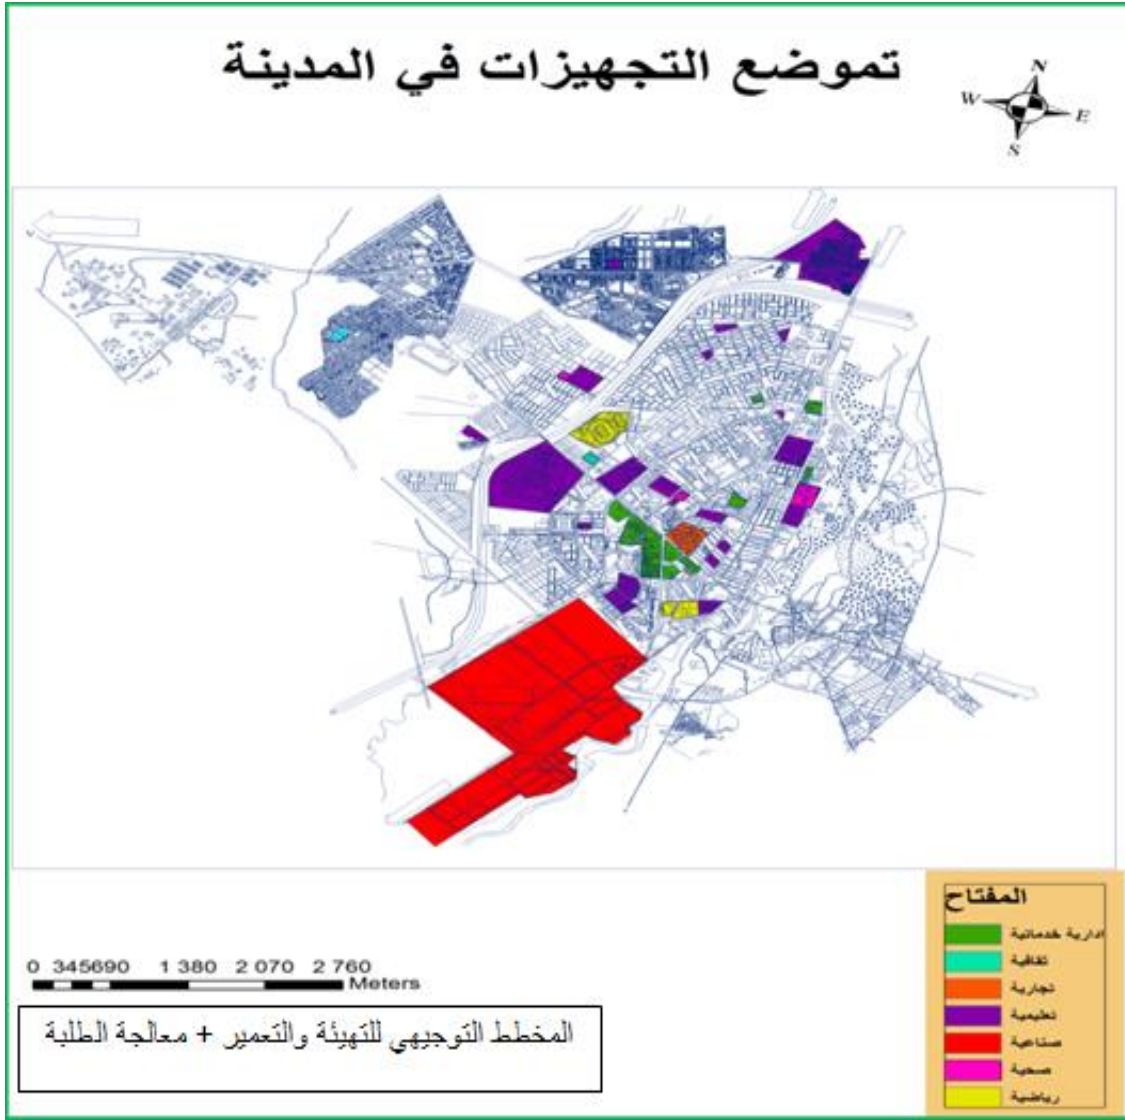 تموضع التجهيزات في المدينة
N
W E
S
المفتاح
ادارية خدماتية
ثقافية
تجارية
تعليمية
صناعية
صحية
رياضية
0 345690 1 380 2 070 2 760
Meters
المخطط التوجيهي للتهيئة والتعمير + معالجة الطلبة